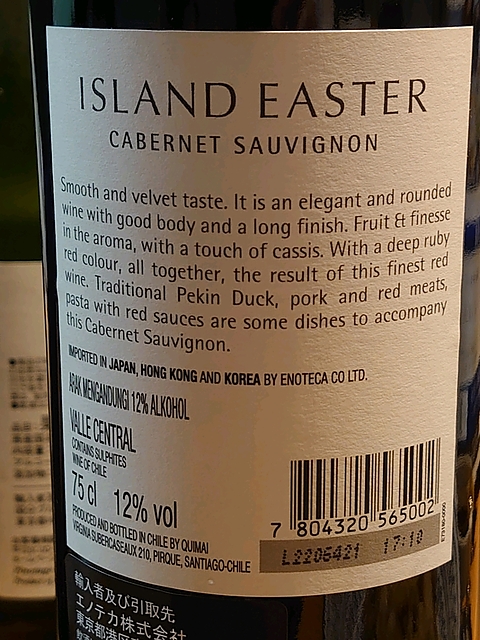 ISLAND EASTER
CABERNET SAUVIGNON
Smooth and velvet taste. It is an elegant and rounded
wine with good body and a long finish. Fruit & finesse
in the aroma, with a touch of cassis. With a deep ruby
red colour, all together, the result of this finest red
wine. Traditional Pekin Duck, pork and red meats,
pasta with red sauces are some dishes to accompany
this Cabernet Sauvignon.
IMPORTED IN JAPAN, HONG KONG AND KOREA BY ENOTECA CO LTD.
ARAK MENGANDUNGI 12% ALKOHOL
VALLE CENTRAL
CONTAINS SULPHITES
WINE OF CHILE
75 cl 12% vol
PRODUCED AND BOTTLED IN CHILE BY QUIMAI
VIRGINIA SUBERCASEAUX 210, PIRQUE, SANTIAGO-CHILE
7 804320 565002
L2206421 17:10
輸入者及び引取先
エノテカ株式会社
東京都港区